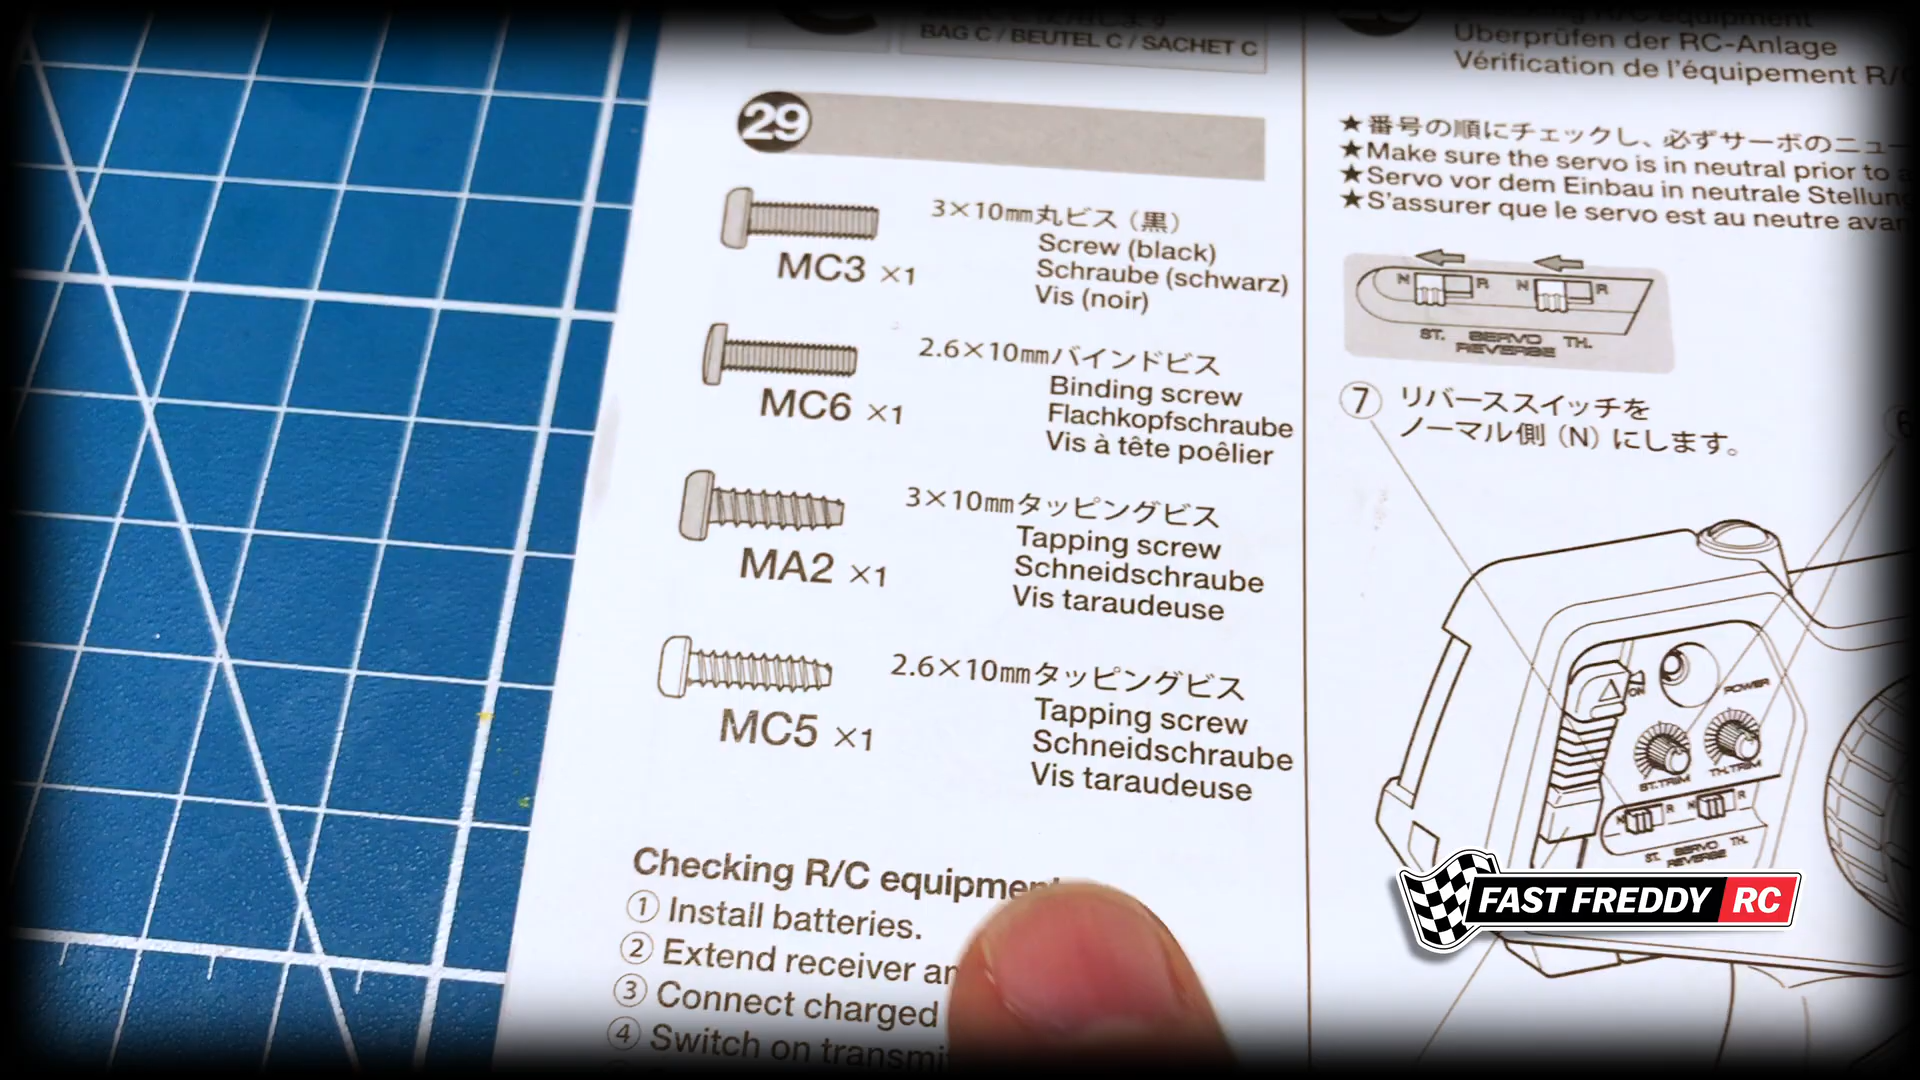 BAG C / BEUTEL C / SACHET C
29
3×10mm丸ビス（黒）
Screw (black)
Schraube (schwarz)
Vis (noir)
MC3 ×1
2.6×10mmバインドビス
Binding screw
Flachkopfschraube
Vis à tête poêlier
MC6 ×1
3×10mmタッピングビス
Tapping screw
Schneidschraube
Vis taraudeuse
MA2 ×1
2.6×10mmタッピングビス
Tapping screw
Schneidschraube
Vis taraudeuse
MC5 ×1
Checking R/C equipment
① Install batteries.
② Extend receiver
③ Connect charged
④ Switch on
R/C equipment
Überprüfen der RC-Anlage
Vérification de l'équipement R/
★番号の順にチェックし、必ずサーボのニュー
★Make sure the servo is in neutral prior to
★Servo vor dem Einbau in neutrale Stellung
★S'assurer que le servo est au neutre avan
N R N R
ST. SERVO REVERSE TH.
⑦ リバーススイッチを
ノーマル側（N）にします。
6
ON
POWER
ST.TRIM TH.TRIM
N R N R
ST. SERVO REVERSE TH.
FAST FREDDY RC